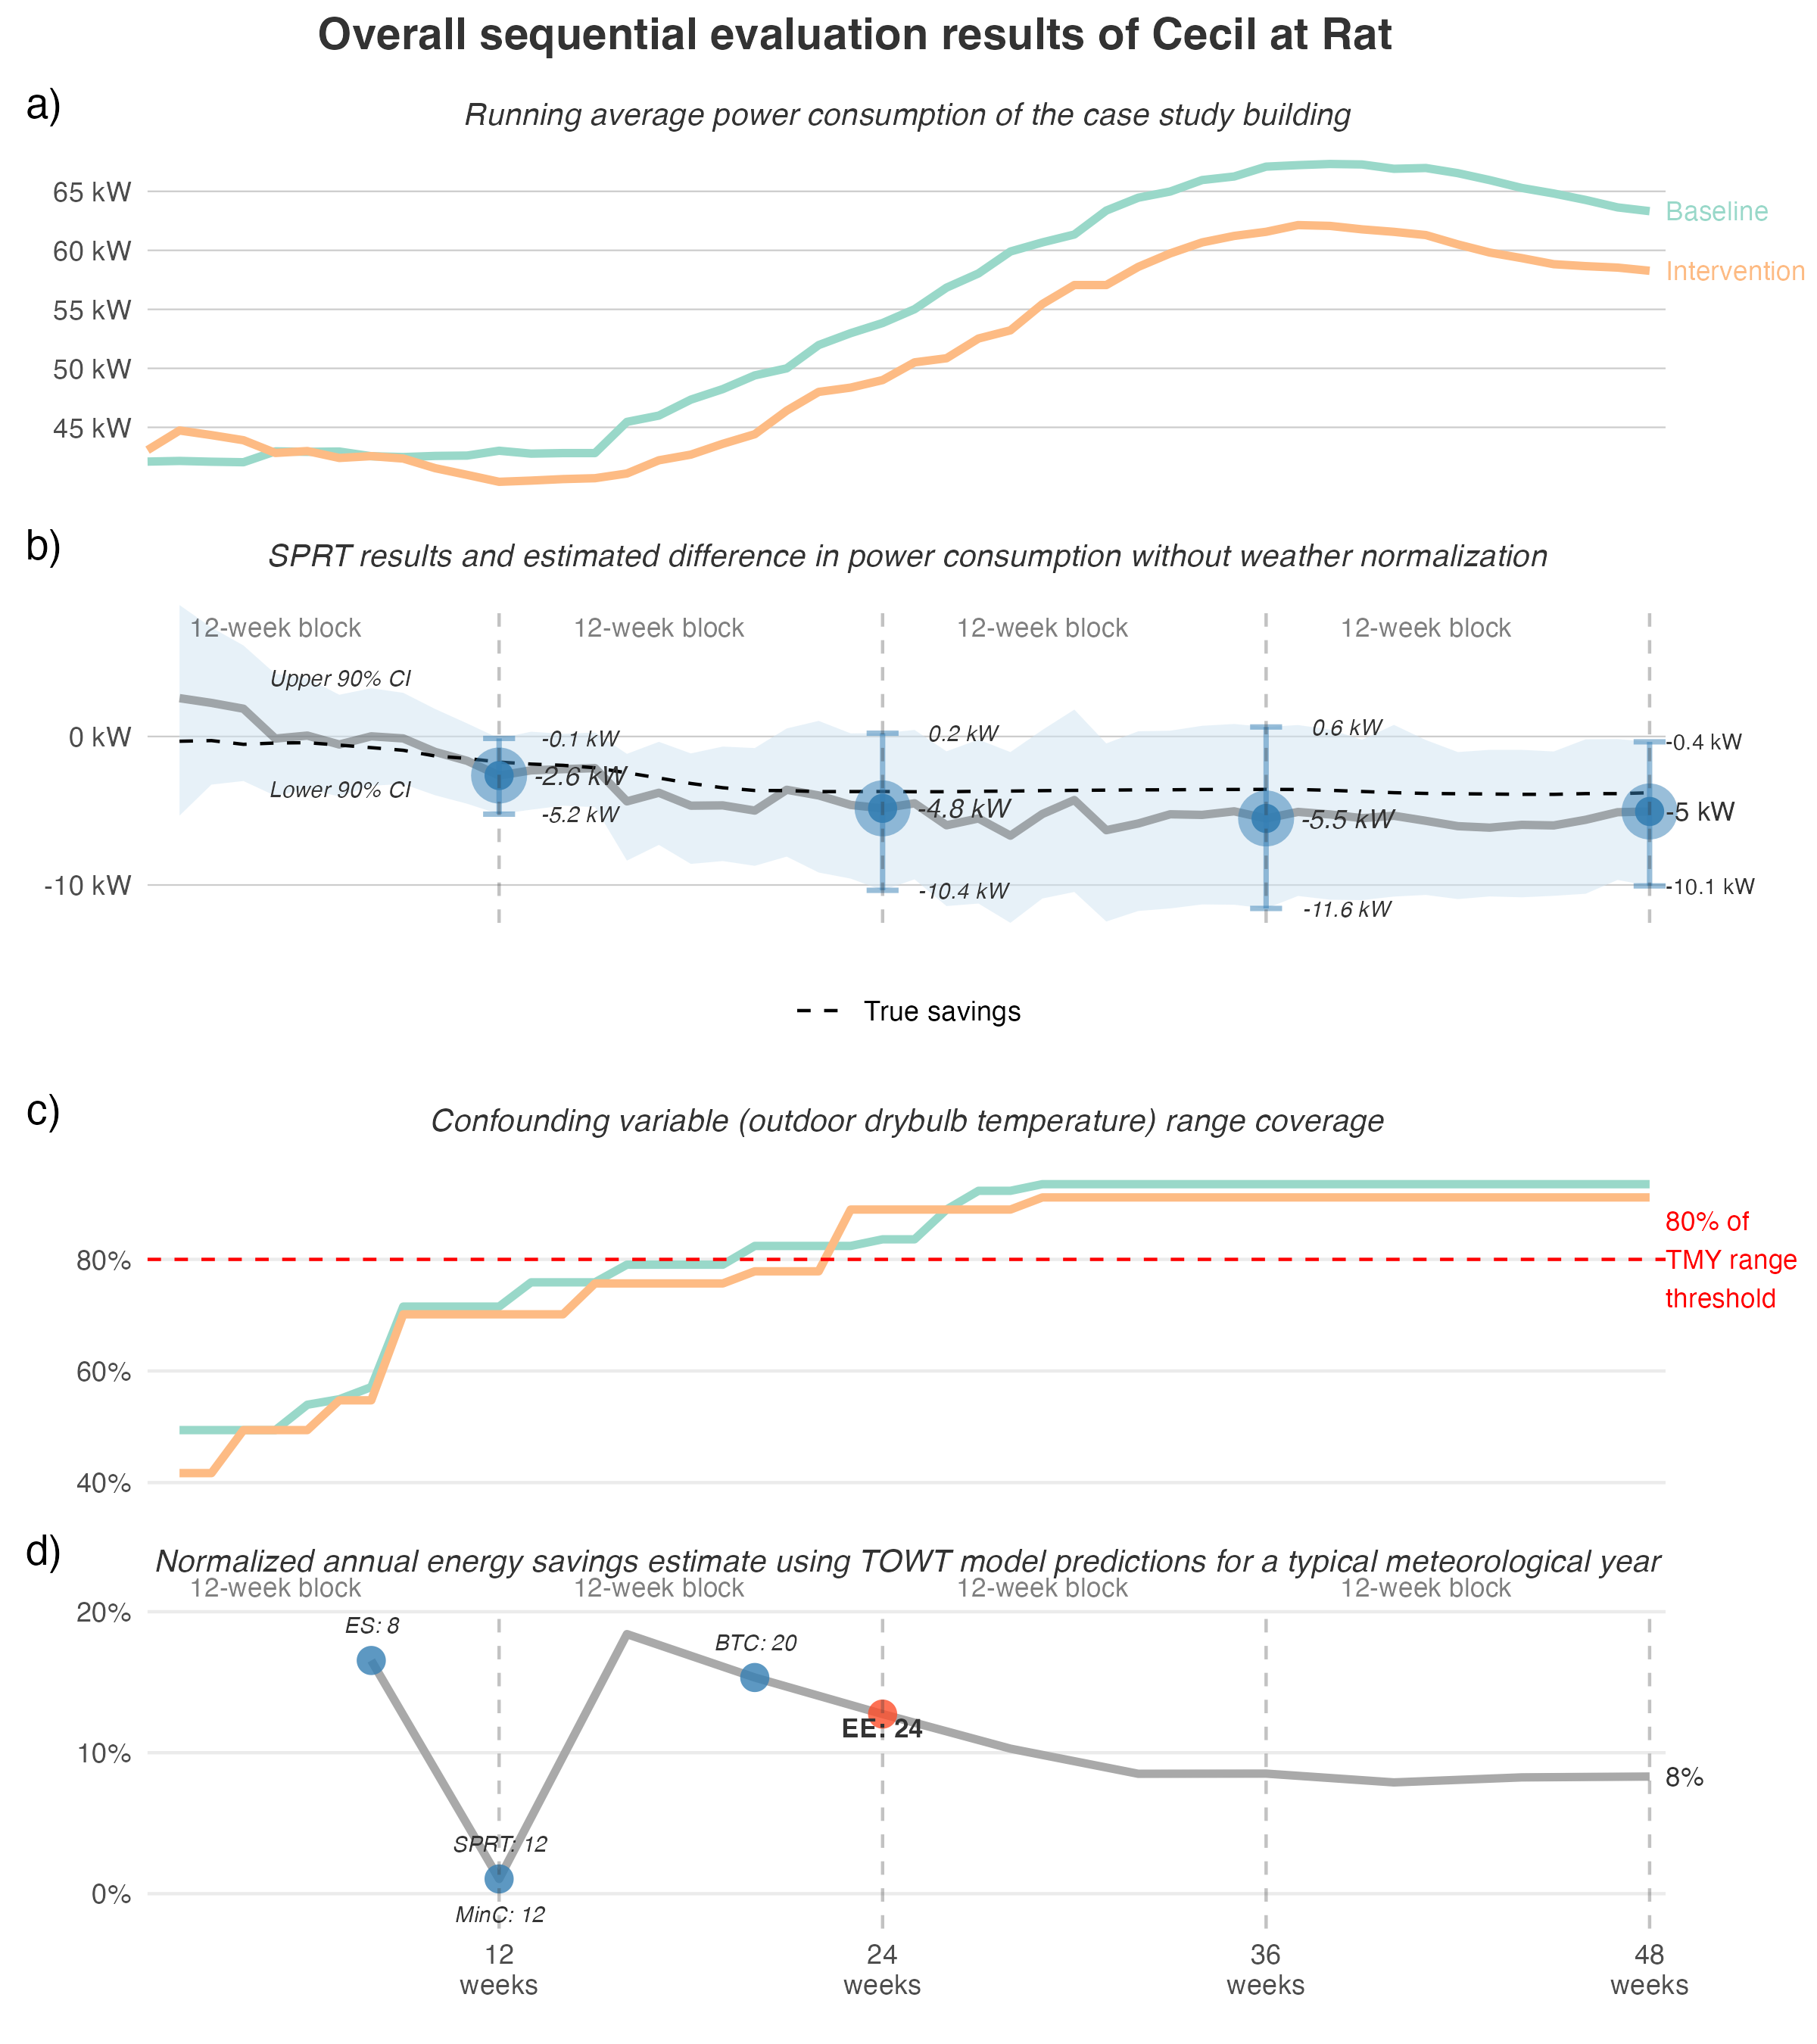 Overall sequential evaluation results of Cecil at Rat
a)
Running average power consumption of the case study building
65 kW
60 kW
55 kW
50 kW
45 kW
Baseline
Intervention
b)
SPRT results and estimated difference in power consumption without weather normalization
12-week block
12-week block
12-week block
12-week block
Upper 90% CI
Lower 90% CI
0 kW
-10 kW
-0.1 kW
-2.6 kW
-5.2 kW
0.2 kW
-4.8 kW
-10.4 kW
0.6 kW
-5.5 kW
-11.6 kW
-0.4 kW
-5 kW
-10.1 kW
True savings
c)
Confounding variable (outdoor drybulb temperature) range coverage
80%
60%
40%
80% of
TMY range
threshold
d)
Normalized annual energy savings estimate using TOWT model predictions for a typical meteorological year
12-week block
12-week block
12-week block
12-week block
20%
10%
0%
ES: 8
SPRT: 12
MinC: 12
BTC: 20
EE: 24
8%
12
weeks
24
weeks
36
weeks
48
weeks